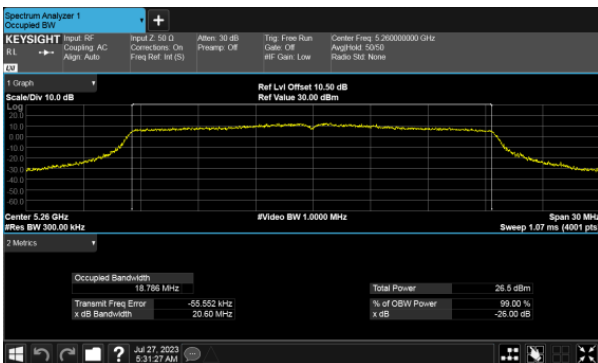 Spectrum Analyzer 1
Occupied BW
+
KEYSIGHT Input: RF Input Z: 50 Ω Atten: 30 dB Trig: Free Run Center Freq: 5.260000000 GHz
RL Coupling: AC Corrections: On Preamp: Off Gate: Off Avg|Hold: 50/50
Align: Auto Freq Ref: Int (S) #IF Gain: Low Radio Std: None
LXI
1 Graph
Ref Lvl Offset 10.50 dB
Scale/Div 10.0 dB Ref Value 30.00 dBm
Log
20.0
10.0
0.00
-10.0
-20.0
-30.0
-40.0
-50.0
-60.0
Center 5.26 GHz #Video BW 1.0000 MHz Span 30 MHz
#Res BW 300.00 kHz Sweep 1.07 ms (4001 pts)
2 Metrics
Occupied Bandwidth
18.786 MHz Total Power 26.5 dBm
Transmit Freq Error -55.552 kHz % of OBW Power 99.00 %
x dB Bandwidth 20.60 MHz x dB -26.00 dB
? Jul 27, 2023
5:31:27 AM